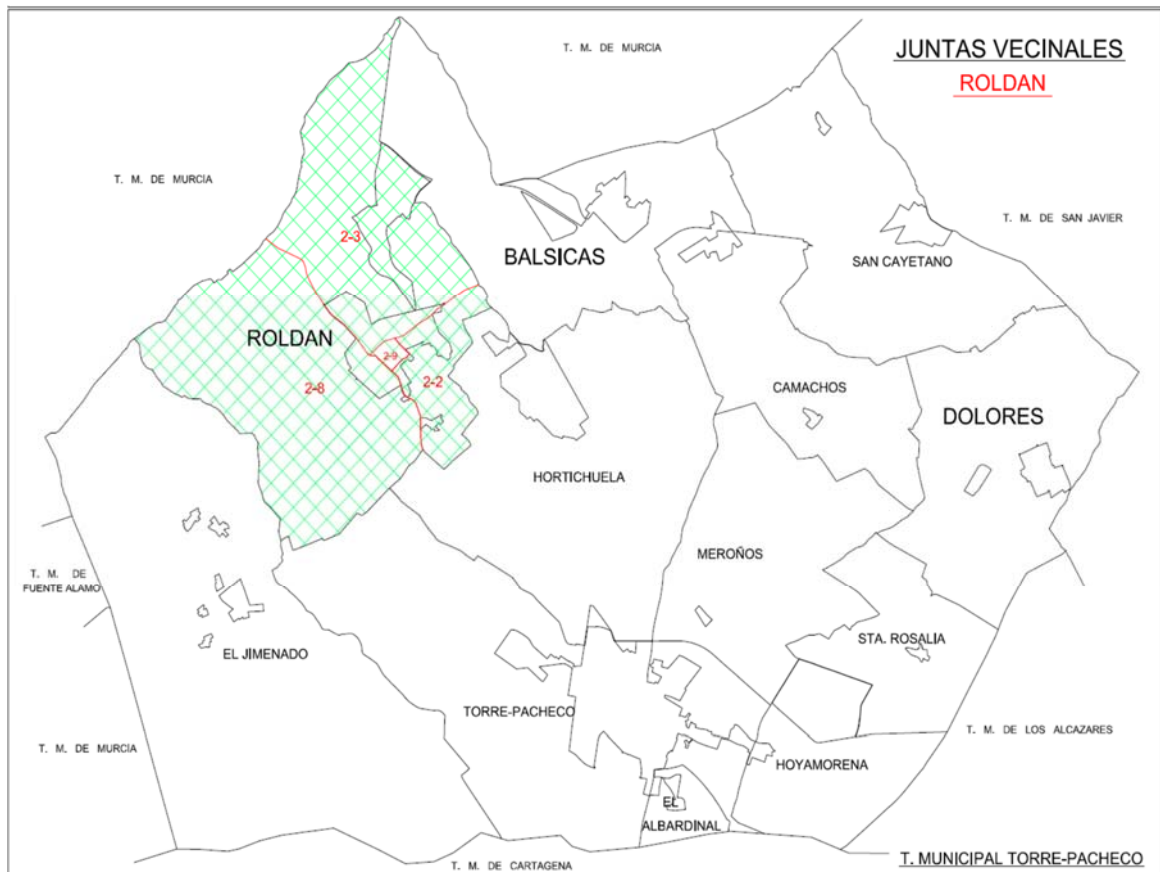 T. M. DE MURCIA
JUNTAS VECINALES
ROLDAN
T. M. DE MURCIA
T. M. DE SAN JAVIER
2-3
BALSICAS
SAN CAYETANO
ROLDAN
2-9
2-2
2-8
CAMACHOS
DOLORES
HORTICHUELA
MEROÑOS
T. M. DE
FUENTE ALAMO
STA. ROSALIA
EL JIMENADO
TORRE-PACHECO
T. M. DE LOS ALCAZARES
T. M. DE MURCIA
HOYAMORENA
EL
ALBARDINAL
T. M. DE CARTAGENA
T. MUNICIPAL TORRE-PACHECO